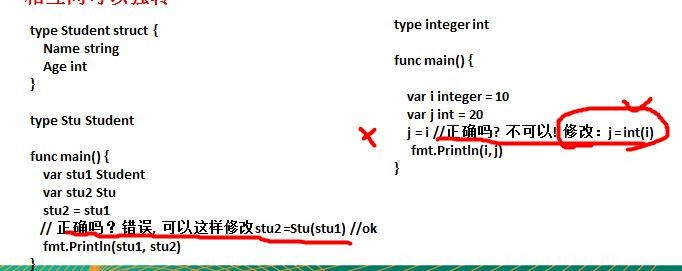 type Student struct {
Name string
Age int
}
type Stu Student
func main() {
var stu1 Student
var stu2 Stu
stu2 = stu1
// 正确吗？错误, 可以这样修改stu2 =Stu(stu1) //ok
fmt.Println(stu1, stu2)
}
type integer int
func main() {
var i integer = 10
var j int = 20
j = i //正确吗? 不可以! 修改：j = int(i)
fmt.Println(i, j)
}